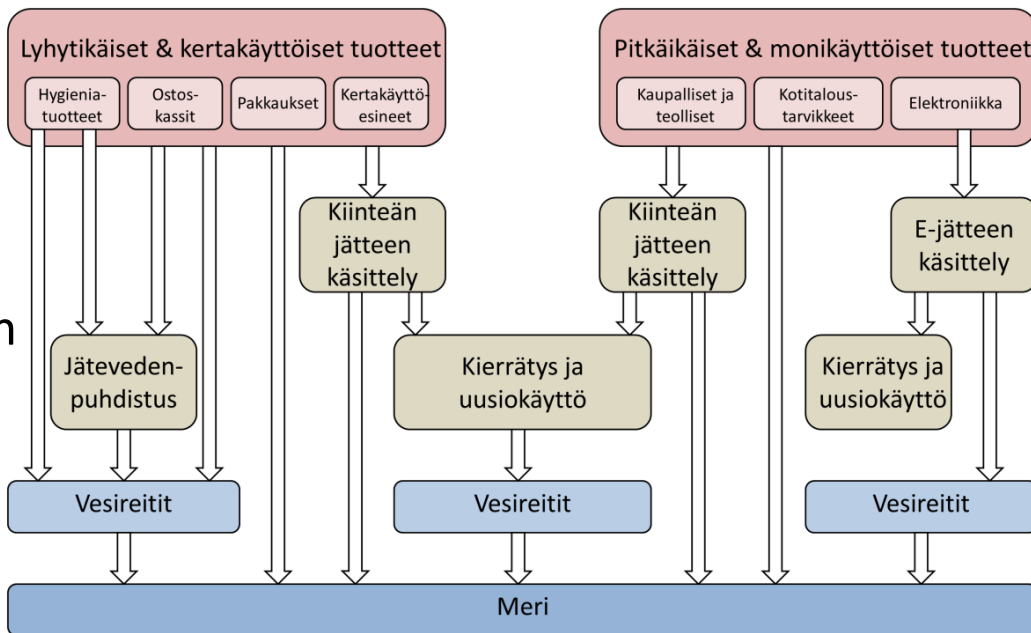 Lyhytikäiset & kertakäyttöiset tuotteet
Hygienia-
tuotteet
Ostos-
kassit
Pakkaukset
Kertakäyttö-
esineet
Pitkäikäiset & monikäyttöiset tuotteet
Kaupalliset ja
teolliset
Kotitalous-
tarvikkeet
Elektroniikka
Kiinteän
jätteen
käsittely
Kiinteän
jätteen
käsittely
E-jätteen
käsittely
n
Jäteveden-
puhdistus
Kierrätys ja
uusiokäyttö
Kierrätys ja
uusiokäyttö
Vesireitit
Vesireitit
Vesireitit
Meri